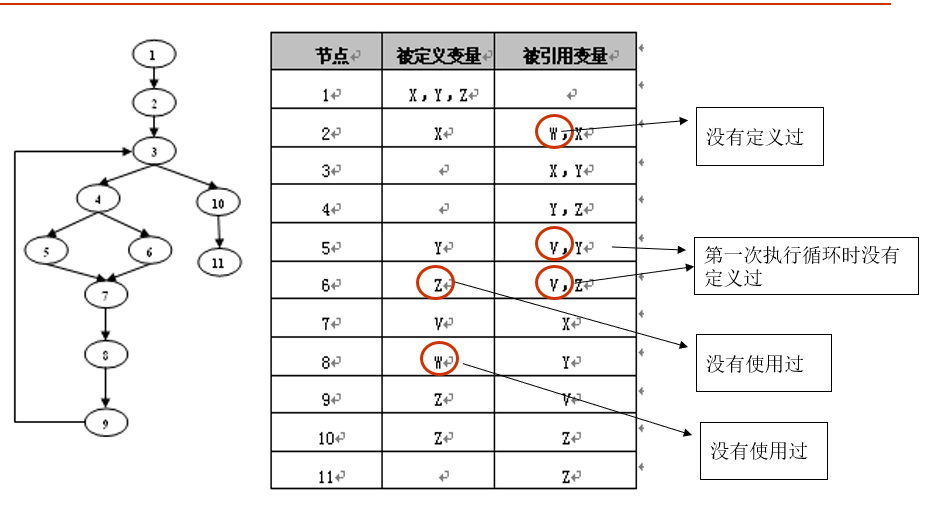 1
2
3
4
10
5
6
11
7
8
9
节点 被定义变量 被引用变量
1 X,Y,Z
2 X W,X
3 X,Y
4 Y,Z
5 Y V,Y
6 Z V,Z
7 V X
8 W Y
9 Z V
10 Z Z
11 Z
没有定义过
第一次执行循环时没有
定义过
没有使用过
没有使用过